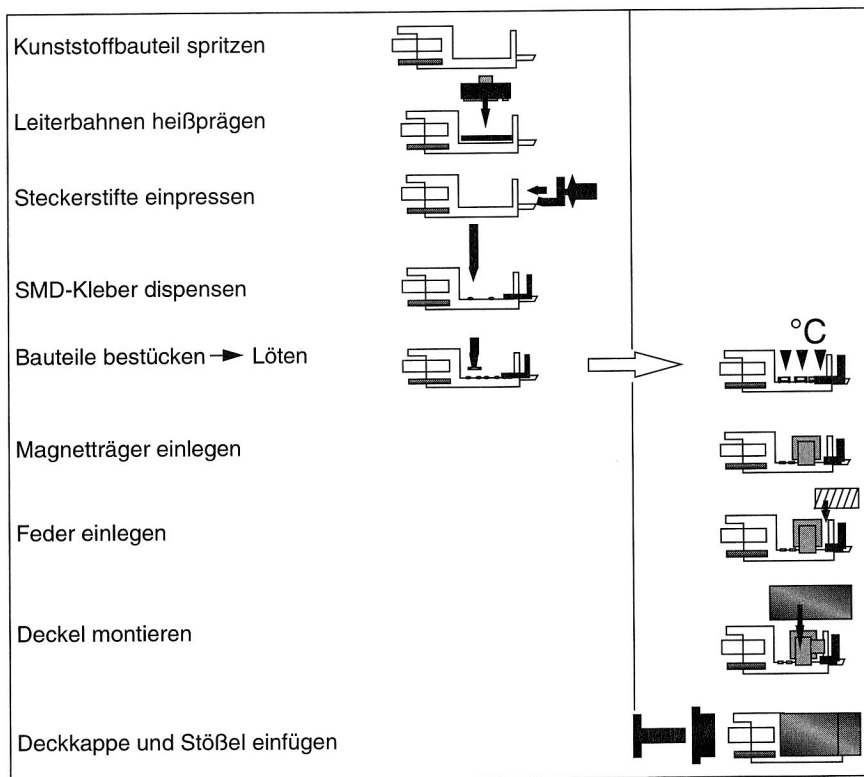 Kunststoffbauteil spritzen
Leiterbahnen heißprägen
Steckerstifte einpressen
SMD-Kleber dispensen
°C
Bauteile bestücken → Löten
Magnetträger einlegen
Feder einlegen
Deckel montieren
Deckkappe und Stößel einfügen